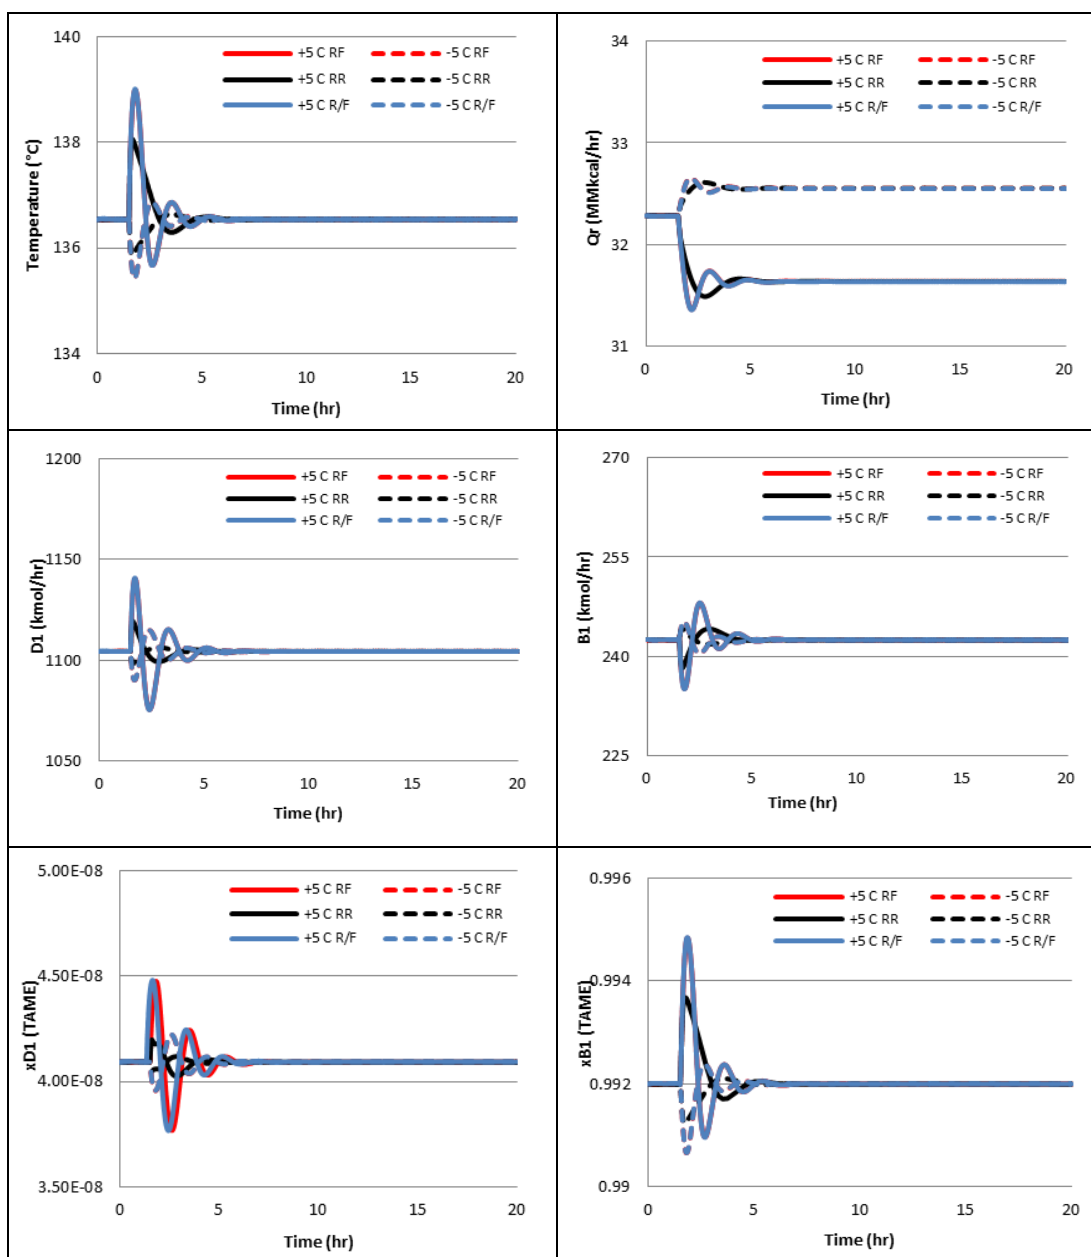 140
138
136
134
Temperature (°C)
+5 C RF
-5 C RF
+5 C RR
-5 C RR
+5 C R/F
-5 C R/F
0 5 10 15 20
Time (hr)
34
33
32
31
Qr (MMkcal/hr)
+5 C RF
-5 C RF
+5 C RR
-5 C RR
+5 C R/F
-5 C R/F
0 5 10 15 20
Time (hr)
1200
1150
1100
1050
D1 (kmol/hr)
+5 C RF
-5 C RF
+5 C RR
-5 C RR
+5 C R/F
-5 C R/F
0 5 10 15 20
Time (hr)
270
255
240
225
B1 (kmol/hr)
+5 C RF
-5 C RF
+5 C RR
-5 C RR
+5 C R/F
-5 C R/F
0 5 10 15 20
Time (hr)
5.00E-08
4.50E-08
4.00E-08
3.50E-08
xD1 (TAME)
+5 C RF
-5 C RF
+5 C RR
-5 C RR
+5 C R/F
-5 C R/F
0 5 10 15 20
Time (hr)
0.996
0.994
0.992
0.99
xB1 (TAME)
+5 C RF
-5 C RF
+5 C RR
-5 C RR
+5 C R/F
-5 C R/F
0 5 10 15 20
Time (hr)